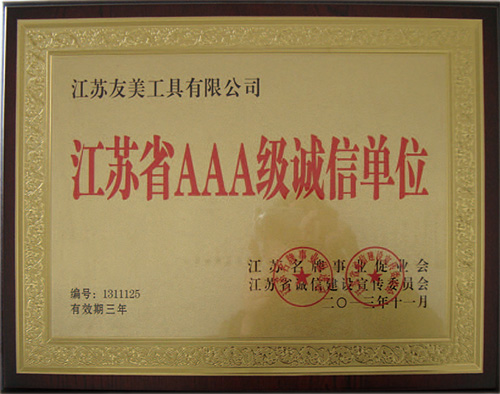 江苏友美工具有限公司
江苏省AAA级诚信单位
江苏名牌事业促业会
江苏省诚信建设宣传委员会
二〇一三年十一月
编号：1311125
有效期三年